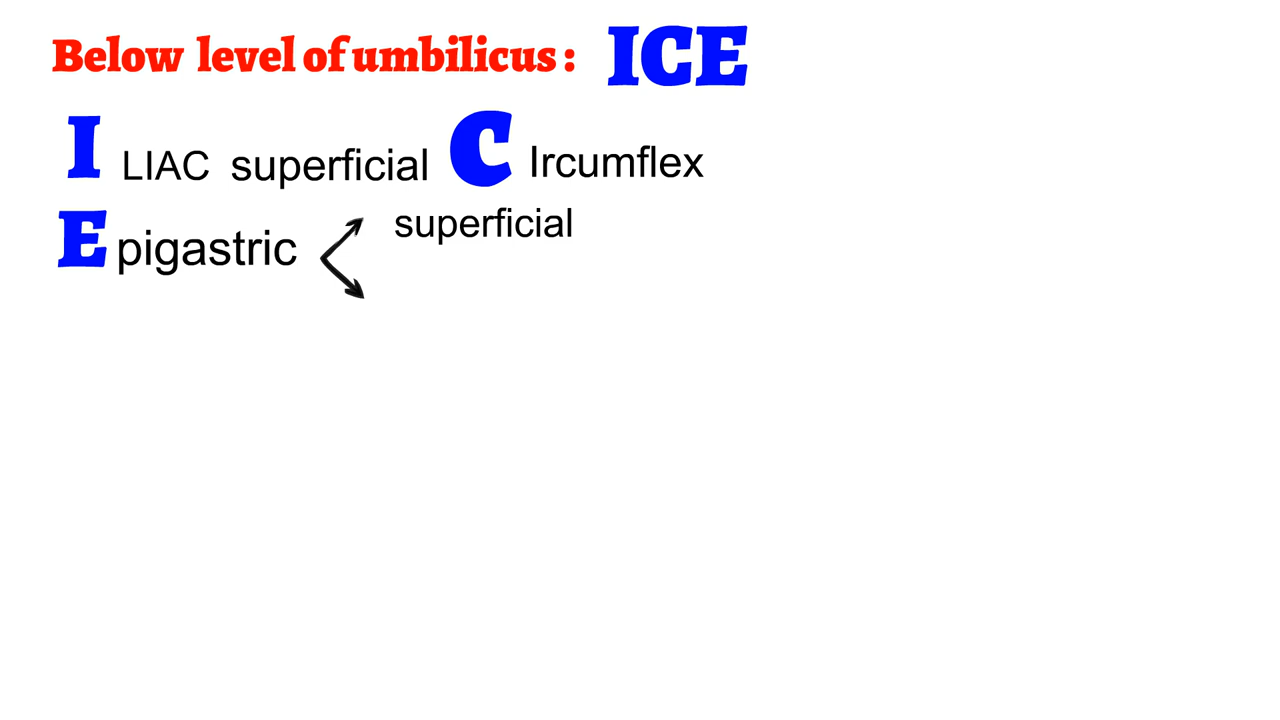 Below level of umbilicus : ICE
I LIAC superficial C Ircumflex
E pigastric superficial